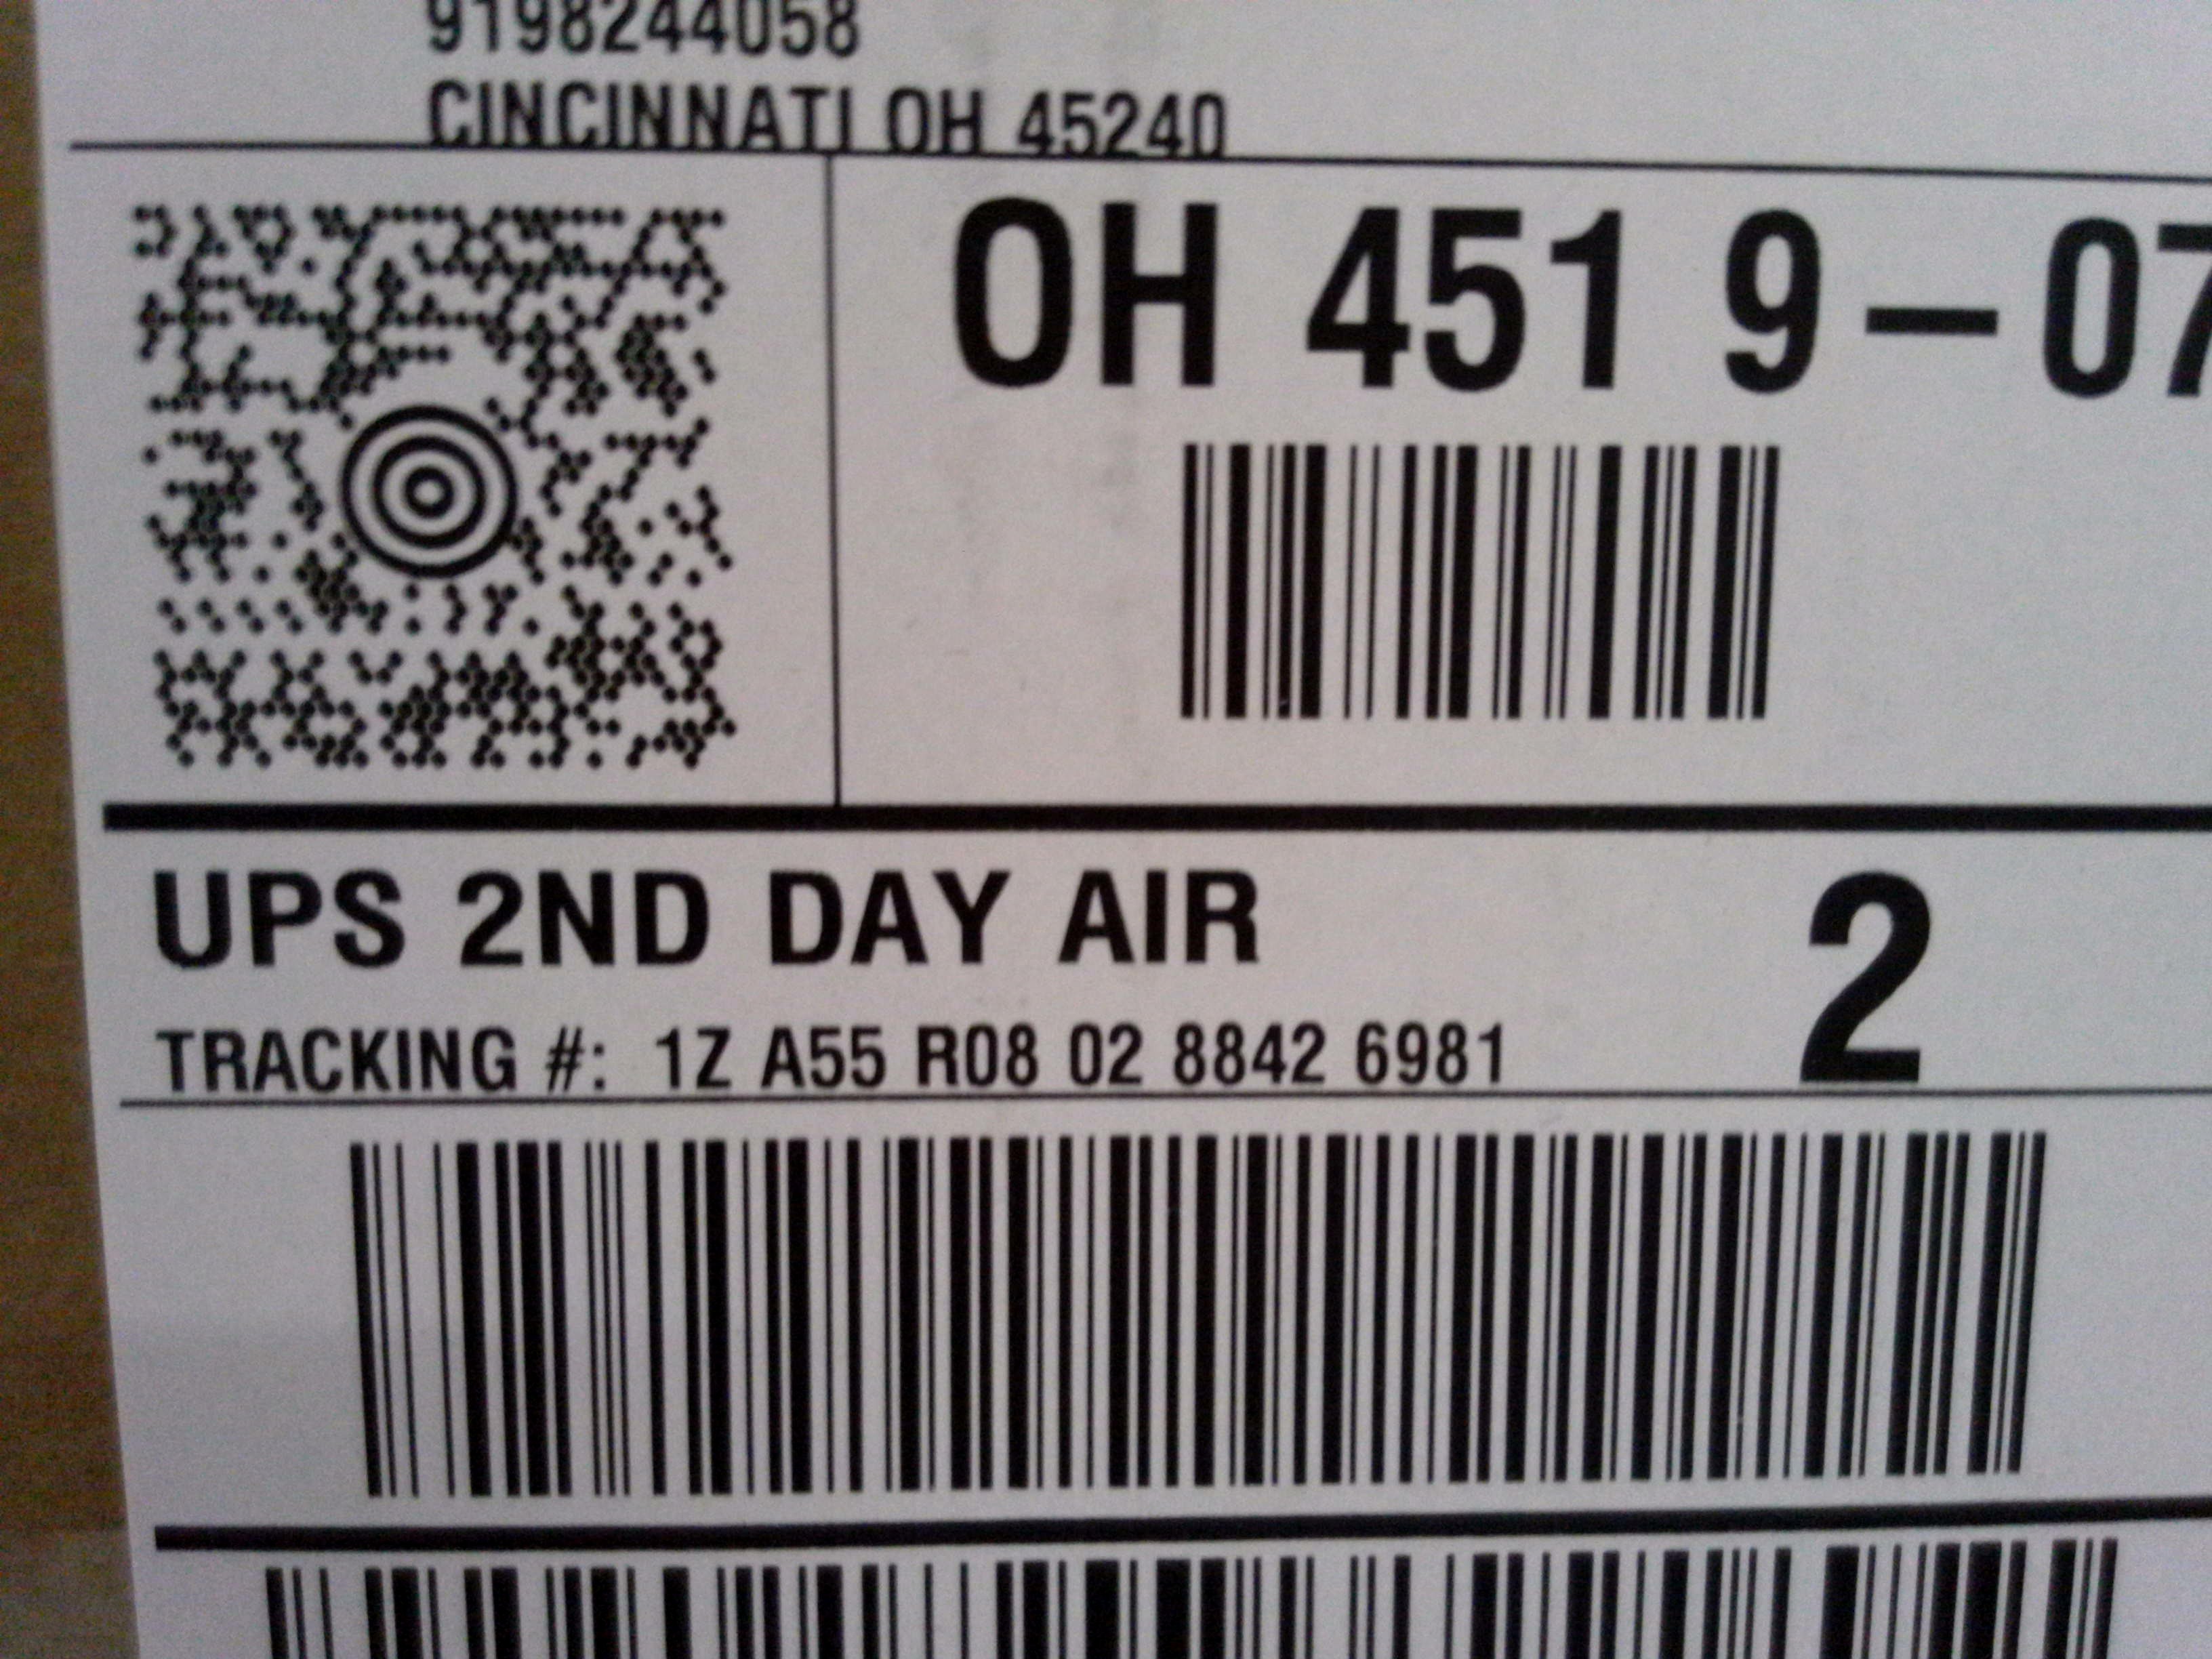 9198244058
CINCINNATI OH 45240
OH 451 9-07
UPS 2ND DAY AIR
2
TRACKING #: 1Z A55 R08 02 8842 6981